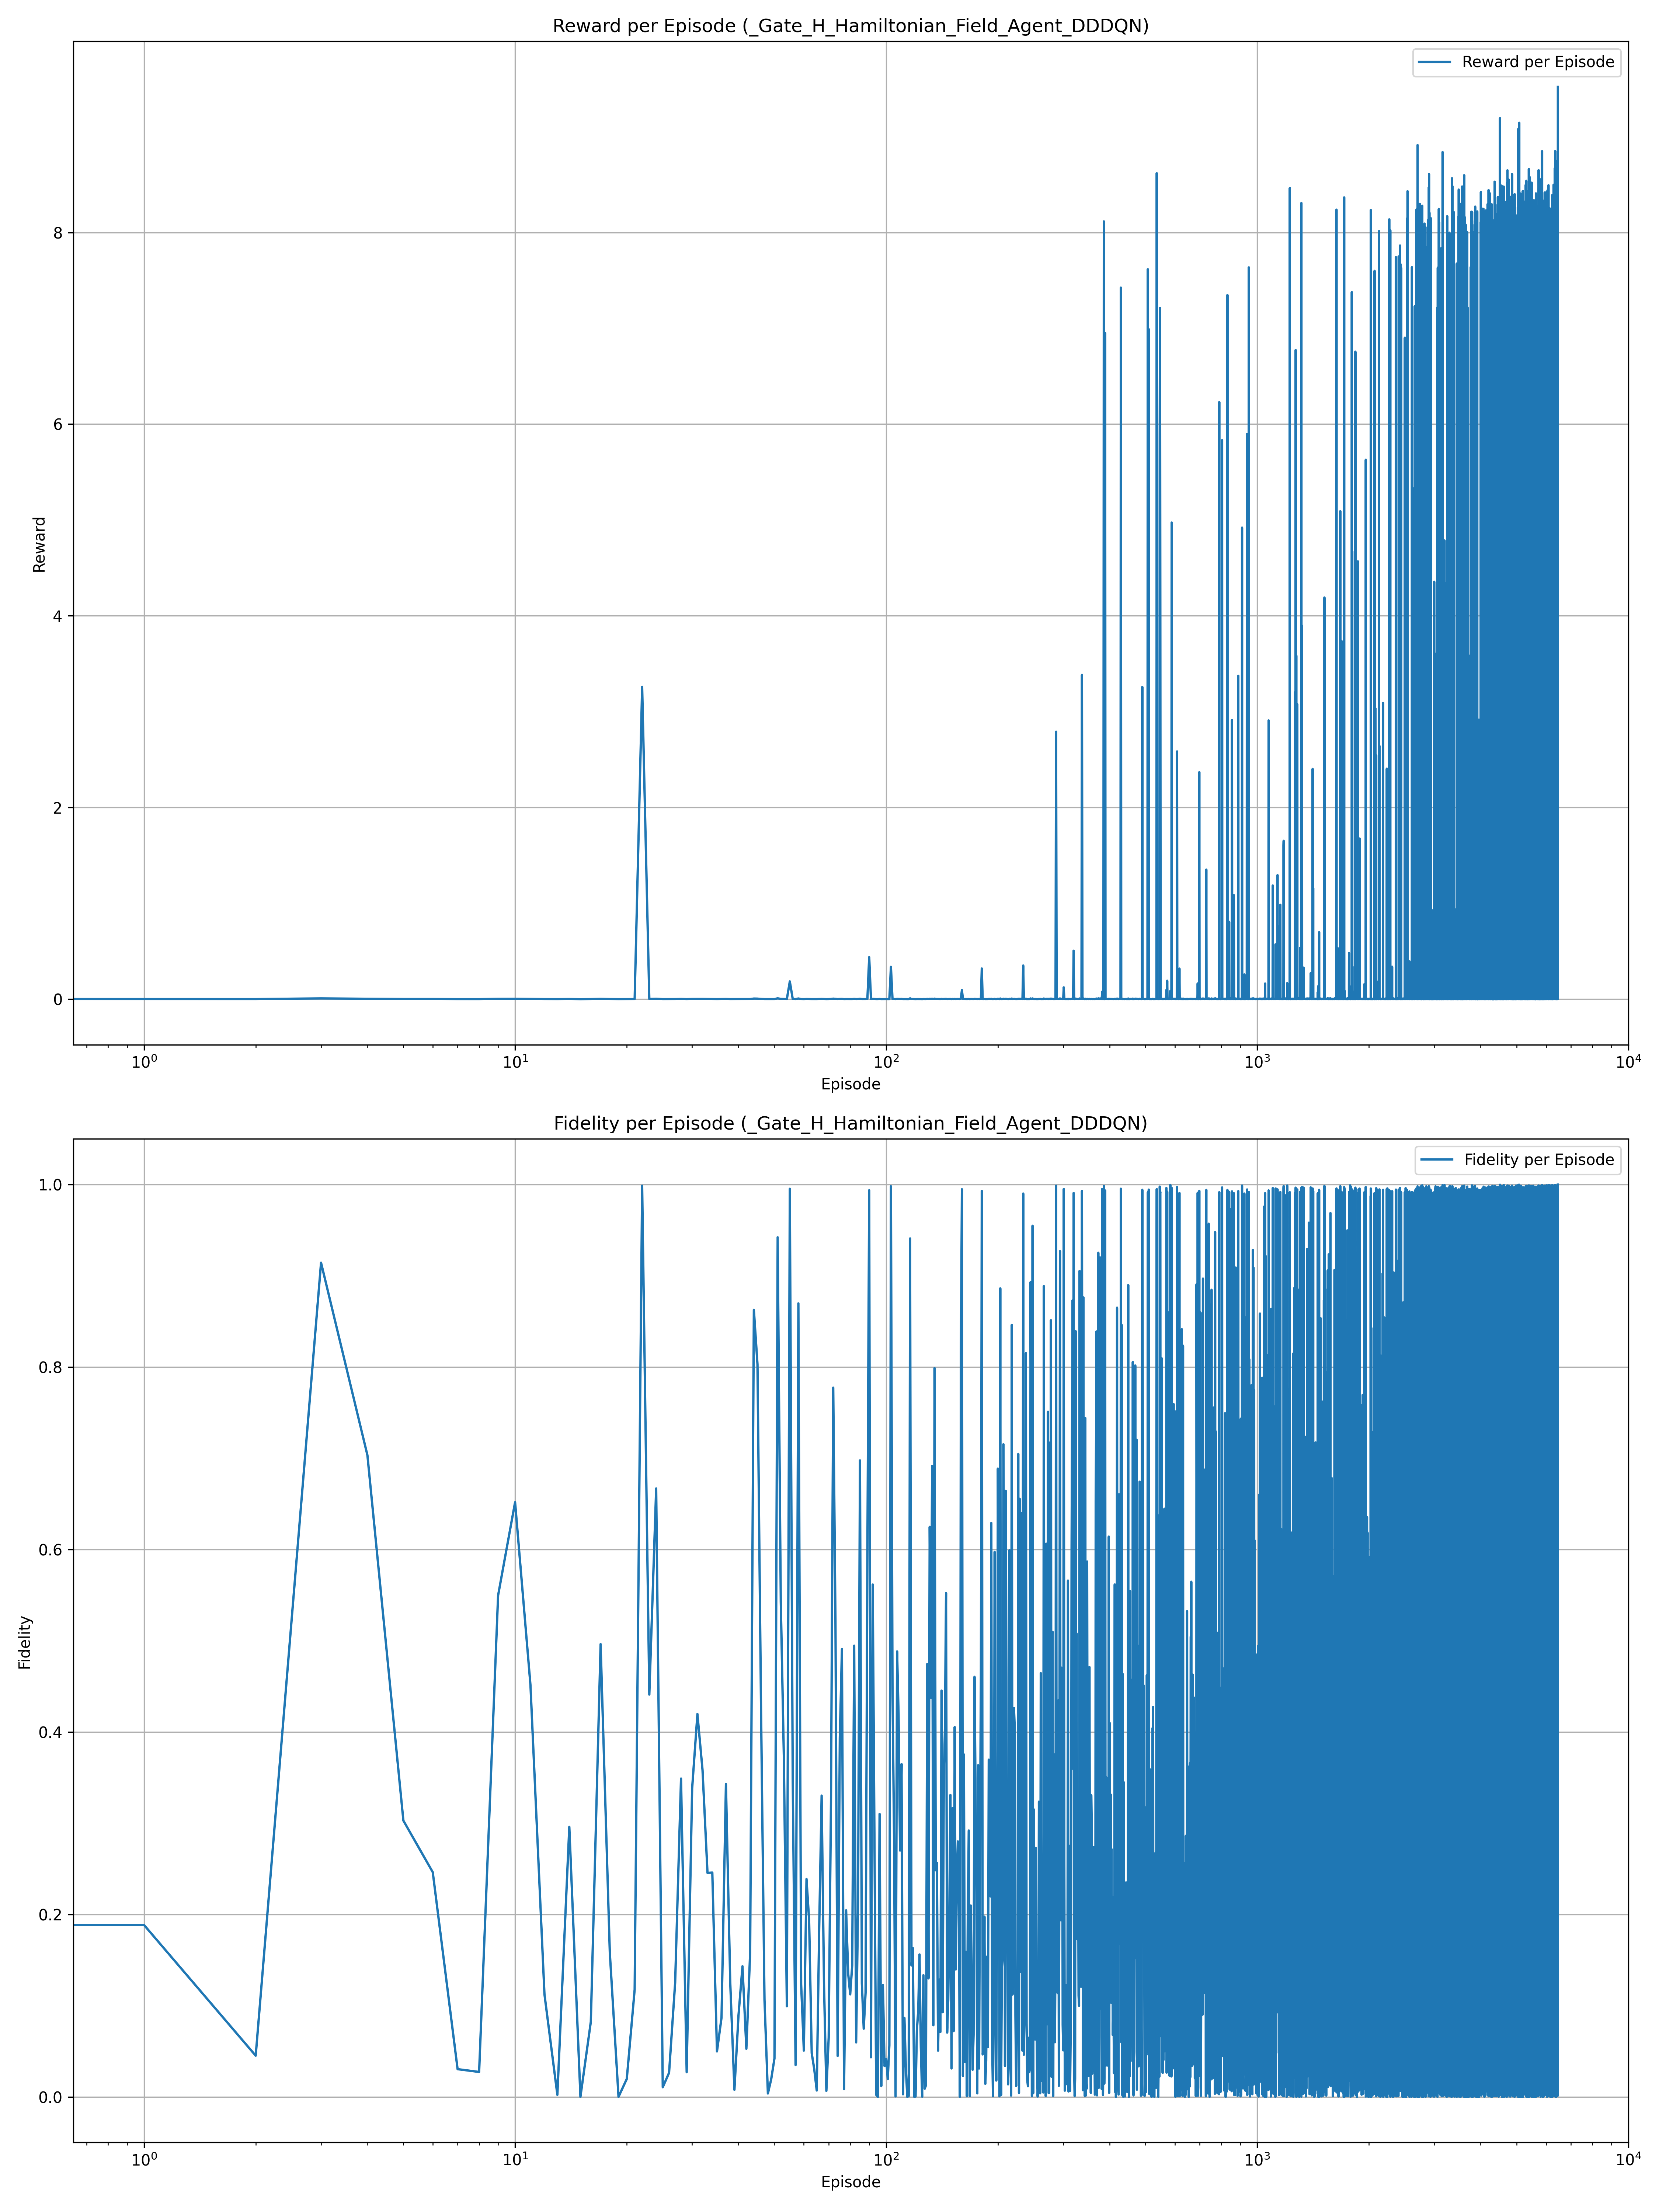 Reward per Episode (_Gate_H_Hamiltonian_Field_Agent_DDDQN)
Reward per Episode
8
6
4
2
0
Reward
10⁰ 10¹ 10² 10³ 10⁴
Episode
Fidelity per Episode (_Gate_H_Hamiltonian_Field_Agent_DDDQN)
Fidelity per Episode
1.0
0.8
0.6
0.4
0.2
0.0
Fidelity
10⁰ 10¹ 10² 10³ 10⁴
Episode